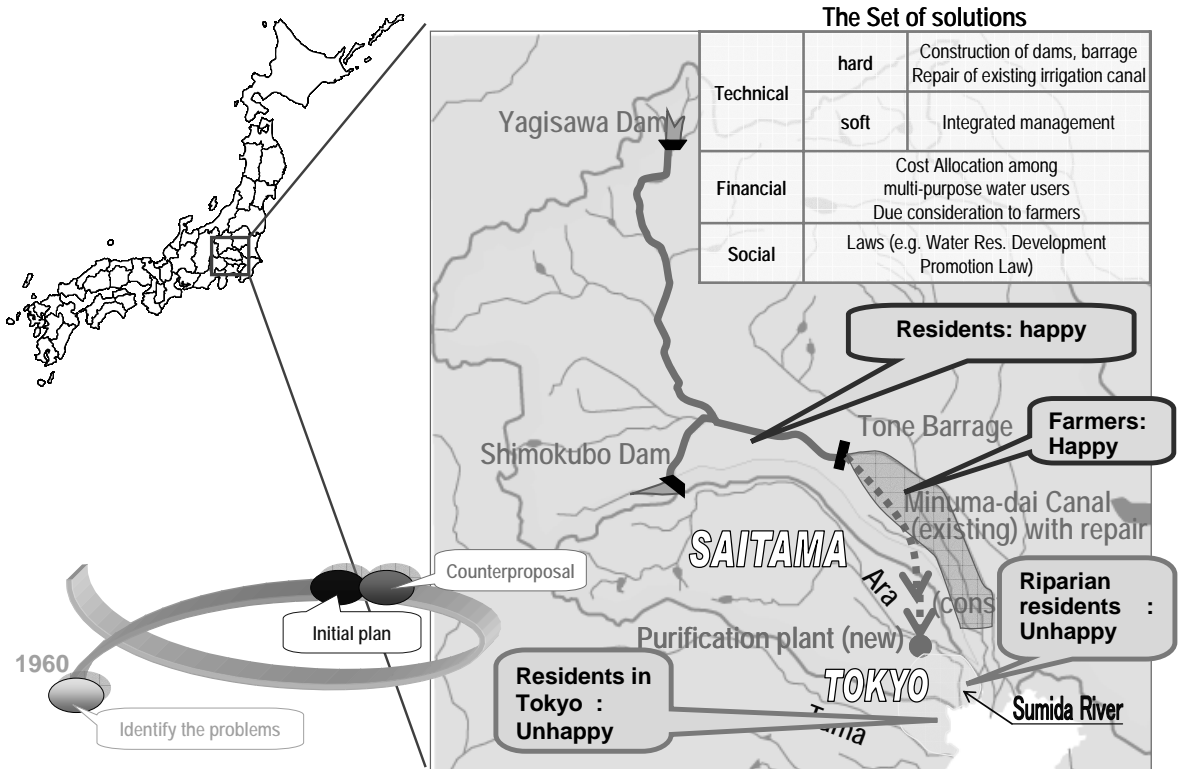 The Set of solutions
Technical
hard
Construction of dams, barrage
Repair of existing irrigation canal
soft
Integrated management
Financial
Cost Allocation among
multi-purpose water users
Due consideration to farmers
Social
Laws (e.g. Water Res. Development
Promotion Law)
Yagisawa Dam
Residents: happy
Tone Barrage
Farmers:
Happy
Shimokubo Dam
Minuma-dai Canal
(existing) with repair
SAITAMA
Ara
(cons
Riparian
residents :
Unhappy
Purification plant (new)
TOKYO
Sumida River
Residents in
Tokyo :
Unhappy
Counterproposal
Initial plan
1960
Identify the problems